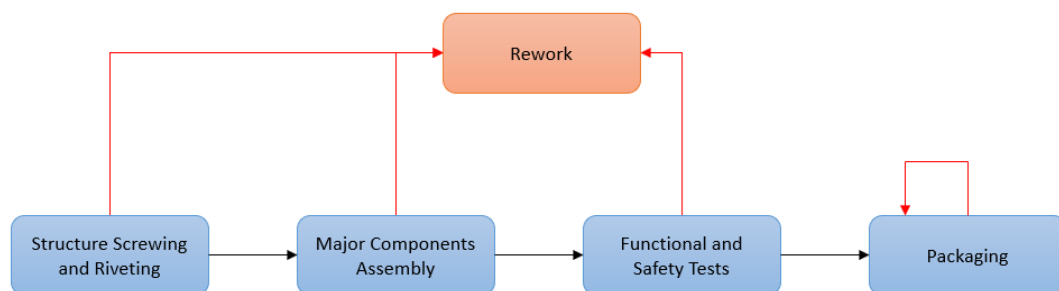 Rework
Structure Screwing
and Riveting
Major Components
Assembly
Functional and
Safety Tests
Packaging